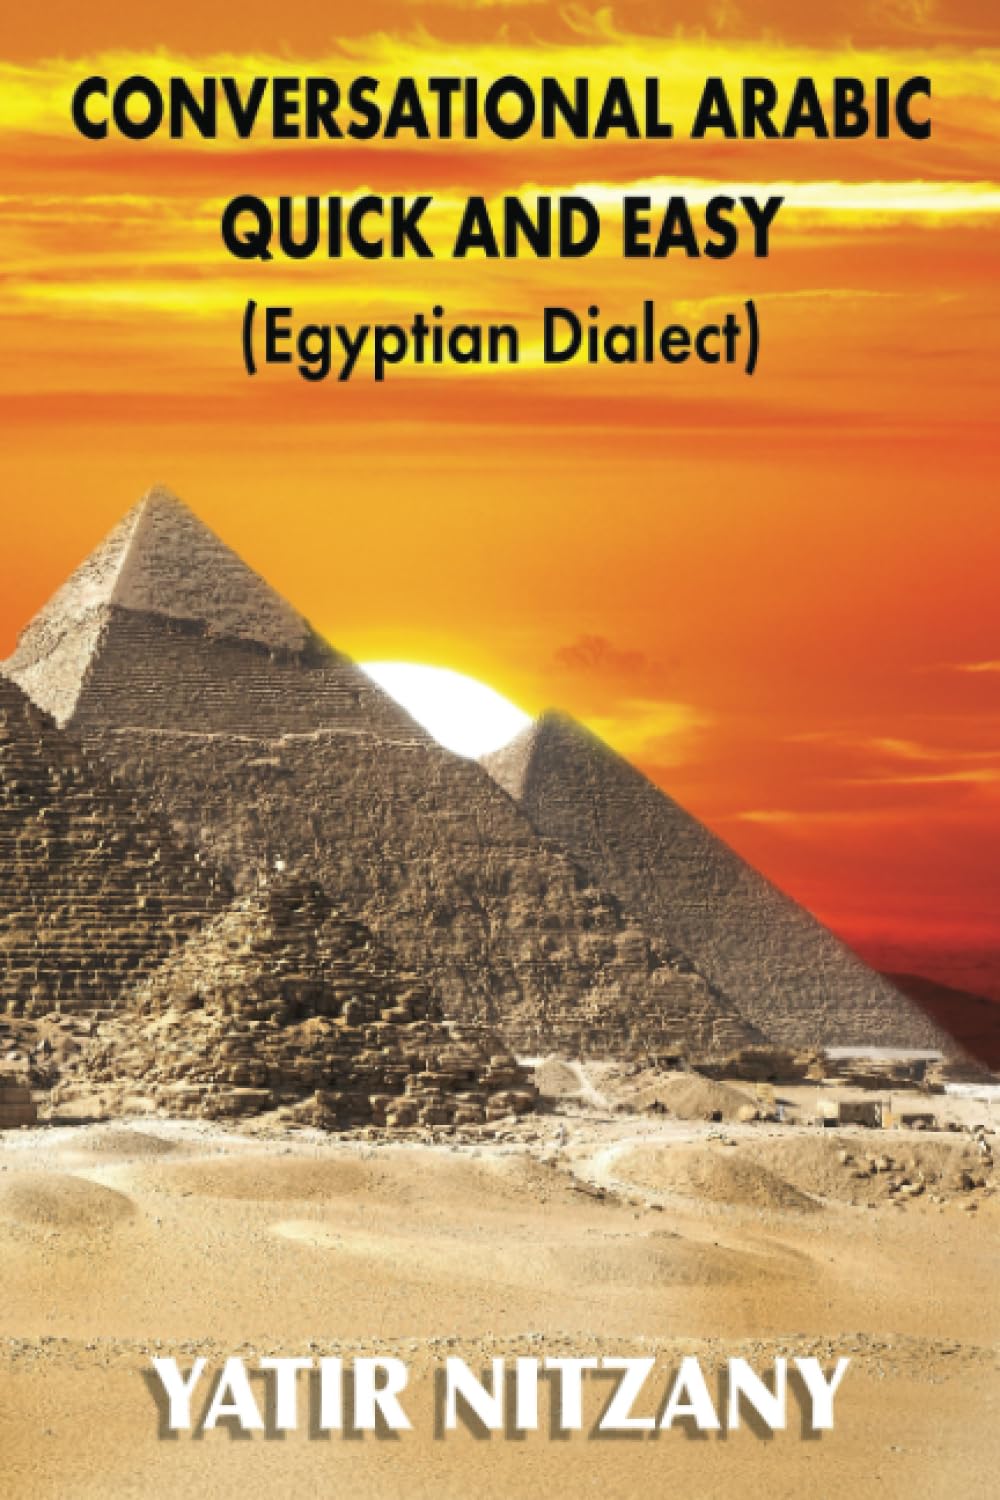 CONVERSATIONAL ARABIC
QUICK AND EASY
(Egyptian Dialect)
YATIR NITZANY